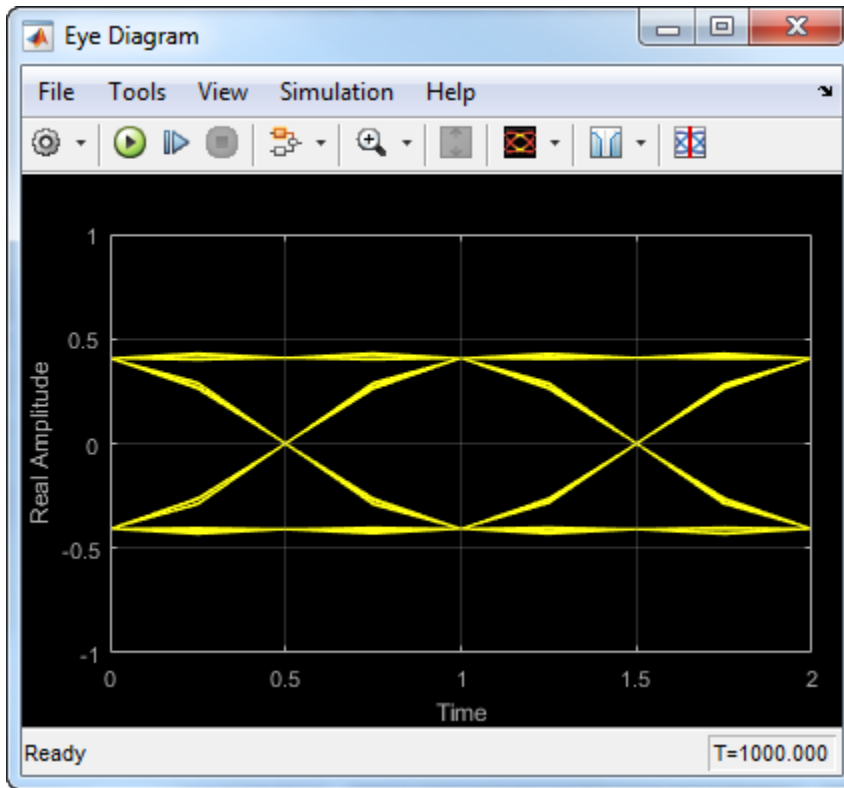 Eye Diagram
File Tools View Simulation Help
1
0.5
0
-0.5
-1
Real Amplitude
0 0.5 1 1.5 2
Time
Ready T=1000.000